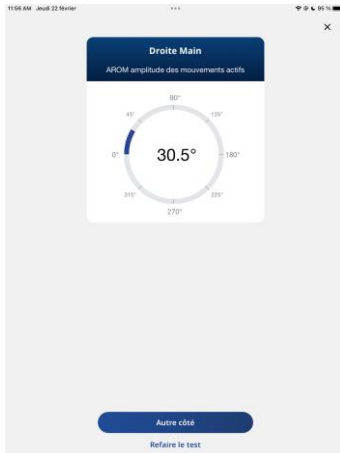 11:56 AM Jeudi 22 février
95 %
Droite Main
AROM amplitude des mouvements actifs
90°
45° 135°
0° 30.5° 180°
315° 225°
270°
Autre côté
Refaire le test